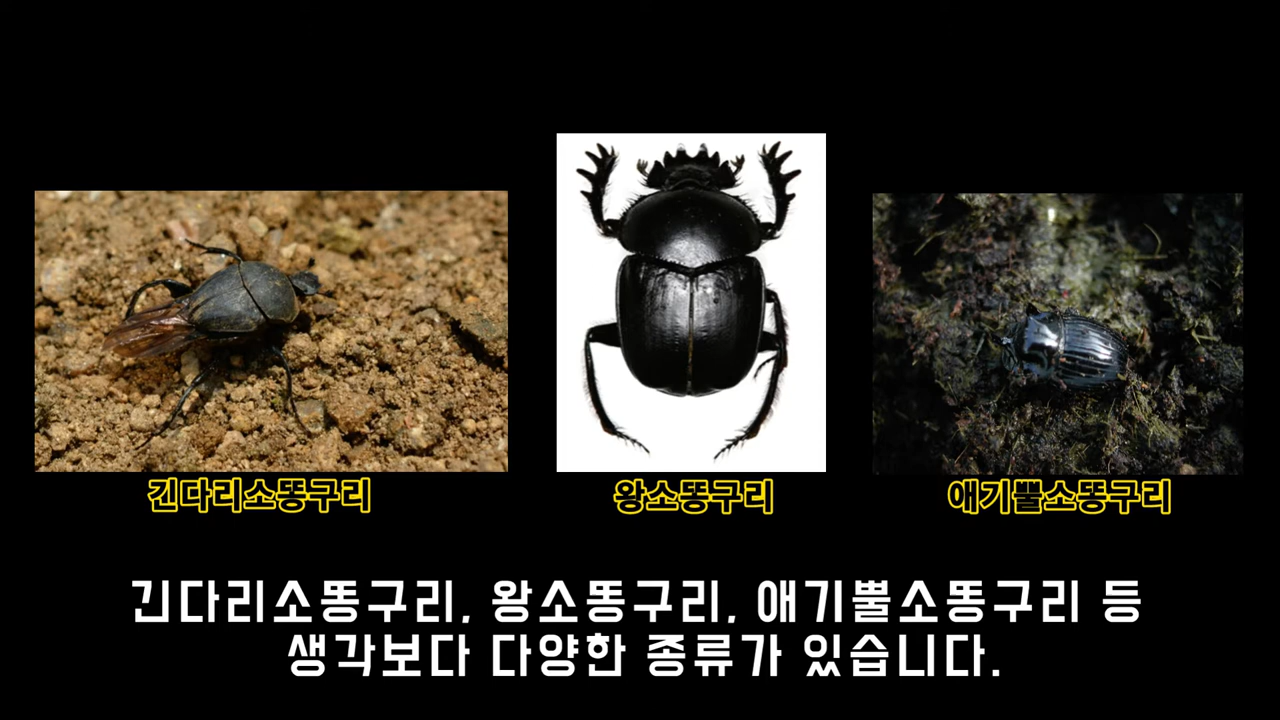 긴다리소똥구리
왕소똥구리
애기뿔소똥구리
긴다리소똥구리, 왕소똥구리, 애기뿔소똥구리 등
생각보다 다양한 종류가 있습니다.